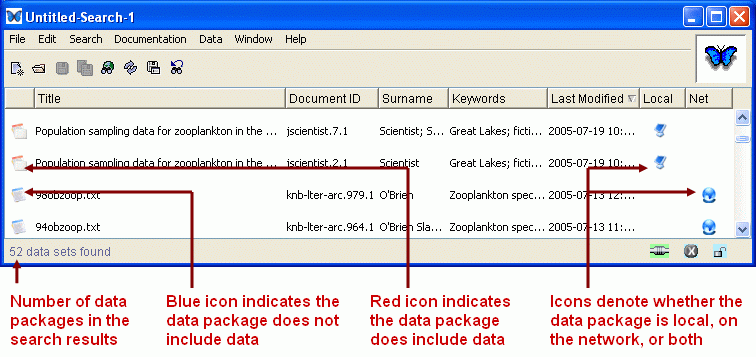 Untitled-Search-1
File Edit Search Documentation Data Window Help
Title Document ID Surname Keywords Last Modified Local Net
Population sampling data for zooplankton in the ... jscientist.7.1 Scientist; S... Great Lakes; ficti... 2005-07-19 10:...
Population sampling data for zooplankton in the ... jscientist.2.1 Scientist Great Lakes; ficti... 2005-07-19 10:...
98obzoop.txt knb-lter-arc.979.1 O'Brien Zooplankton spec... 2005-07-13 12:...
94obzoop.txt knb-lter-arc.964.1 O'Brien Sla... Zooplankton spec... 2005-07-13 11:...
52 data sets found
Number of data
packages in the
search results
Blue icon indicates the
data package does not
include data
Red icon indicates
the data package
does include data
Icons denote whether the
data package is local, on
the network, or both